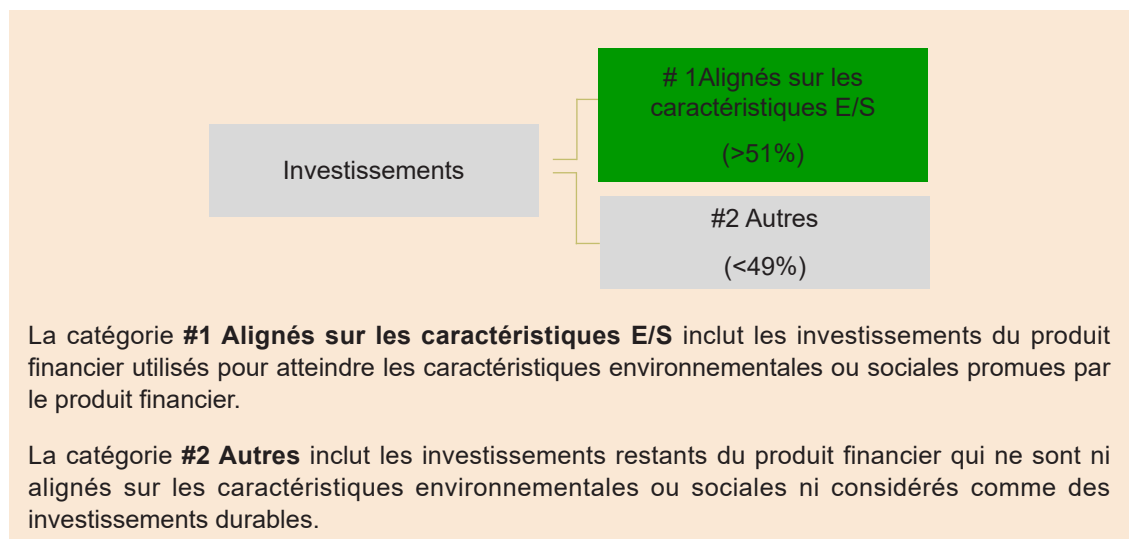 # 1Alignés sur les
caractéristiques E/S
(>51%)
Investissements
#2 Autres
(<49%)
La catégorie #1 Alignés sur les caractéristiques E/S inclut les investissements du produit
financier utilisés pour atteindre les caractéristiques environnementales ou sociales promues par
le produit financier.
La catégorie #2 Autres inclut les investissements restants du produit financier qui ne sont ni
alignés sur les caractéristiques environnementales ou sociales ni considérés comme des
investissements durables.